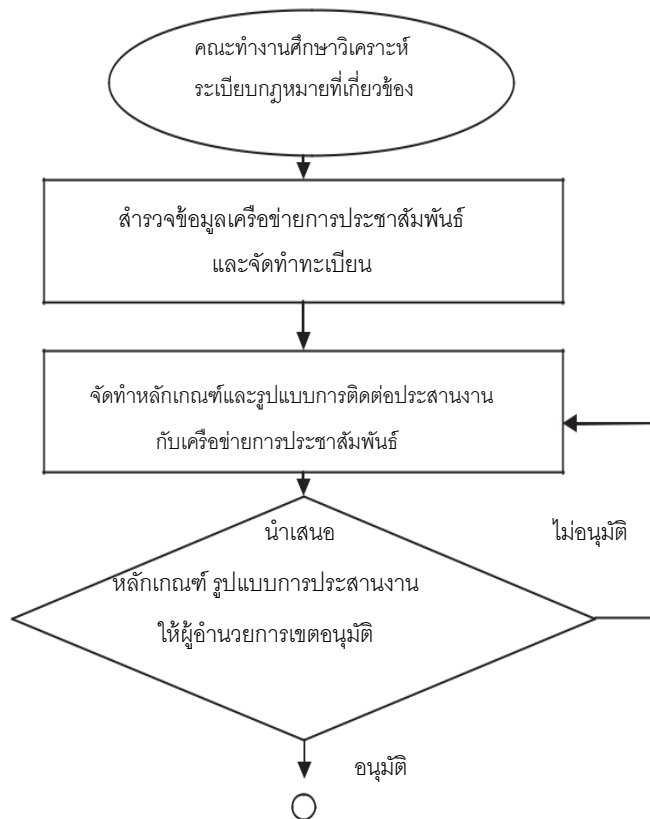 คณะทำงานศึกษาวิเคราะห์
ระเบียบกฎหมายที่เกี่ยวข้อง
สำรวจข้อมูลเครือข่ายการประชาสัมพันธ์
และจัดทำทะเบียน
จัดทำหลักเกณฑ์และรูปแบบการติดต่อประสานงาน
กับเครือข่ายการประชาสัมพันธ์
นำเสนอ
ไม่อนุมัติ
หลักเกณฑ์ รูปแบบการประสานงาน
ให้ผู้อำนวยการเขตอนุมัติ
อนุมัติ